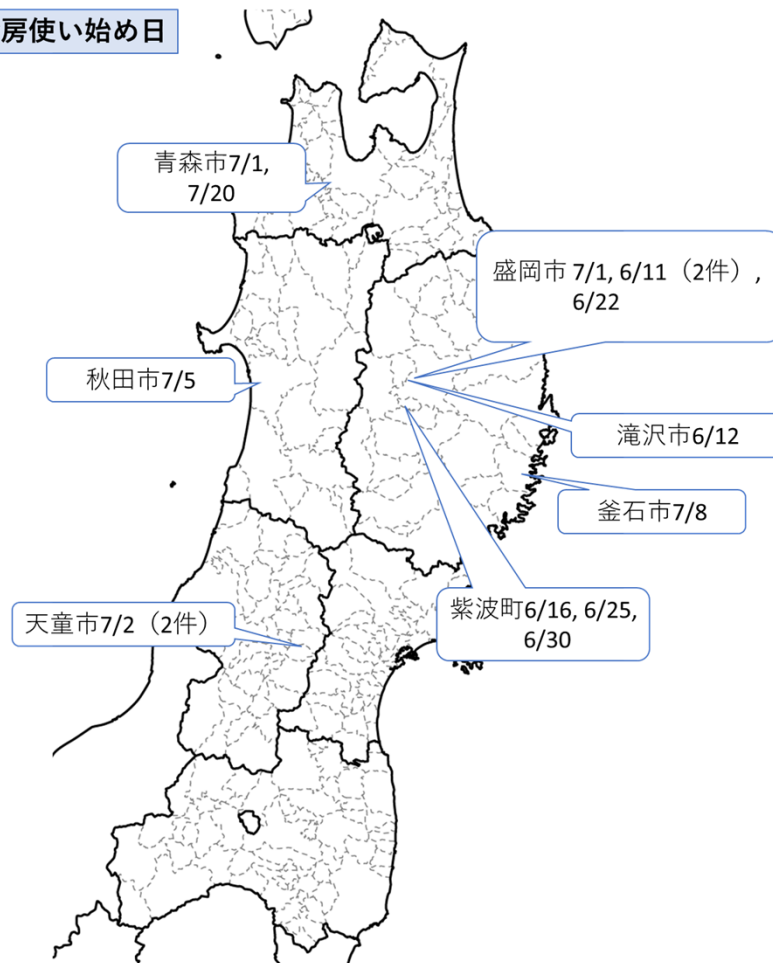 房使い始め日
青森市7/1,
7/20
盛岡市 7/1, 6/11（2件）,
6/22
秋田市7/5
滝沢市6/12
釜石市7/8
紫波町6/16, 6/25,
6/30
天童市7/2（2件）